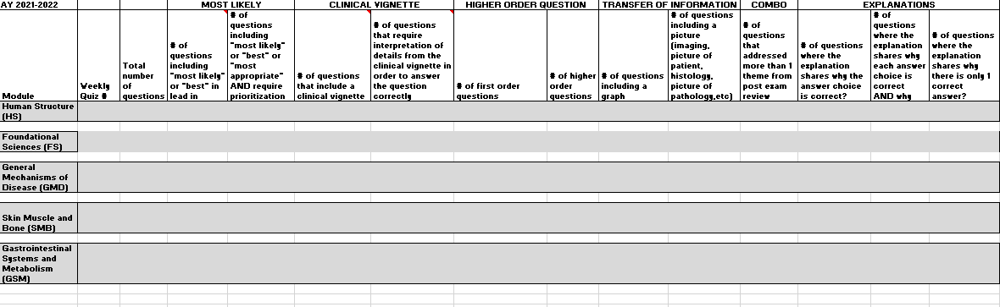 AY 2021-2022 MOST LIKELY CLINICAL VIGNETTE HIGHER ORDER QUESTION TRANSFER OF INFORMATION COMBO EXPLANATIONS
Module
Weekly
Quiz #
Total
number
of
questions
# of
questions
including
"most likely"
or "best" in
lead in
# of
questions
including
"most likely"
or "best" or
"most
appropriate"
AND require
prioritization
# of questions
that include a
clinical vignette
# of questions
that require
interpretation of
details from the
clinical vignette in
order to answer
the question
correctly
# of first order
questions
# of higher
order
questions
# of questions
including a
graph
# of questions
including a
picture
(imaging,
picture of
patient,
histology,
picture of
pathology,etc)
# of
questions
that
addressed
more than 1
theme from
post exam
review
# of questions
where the
explanation
shares why the
answer choice
is correct?
# of
questions
where the
explanation
shares why
each answer
choice is
correct
AND why
# of questions
where the
explanation
shares why
there is only 1
correct
answer?
Human Structure
(HS)
Foundational
Sciences (FS)
General
Mechanisms of
Disease (GMD)
Skin Muscle and
Bone (SMB)
Gastrointestinal
Systems and
Metabolism
(GSM)